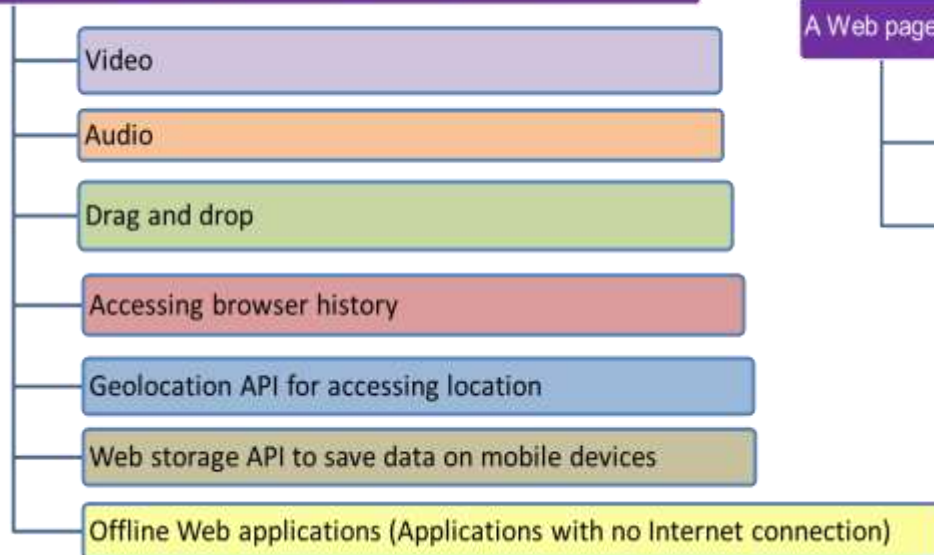 A Web page
Video
Audio
Drag and drop
Accessing browser history
Geolocation API for accessing location
Web storage API to save data on mobile devices
Offline Web applications (Applications with no Internet connection)